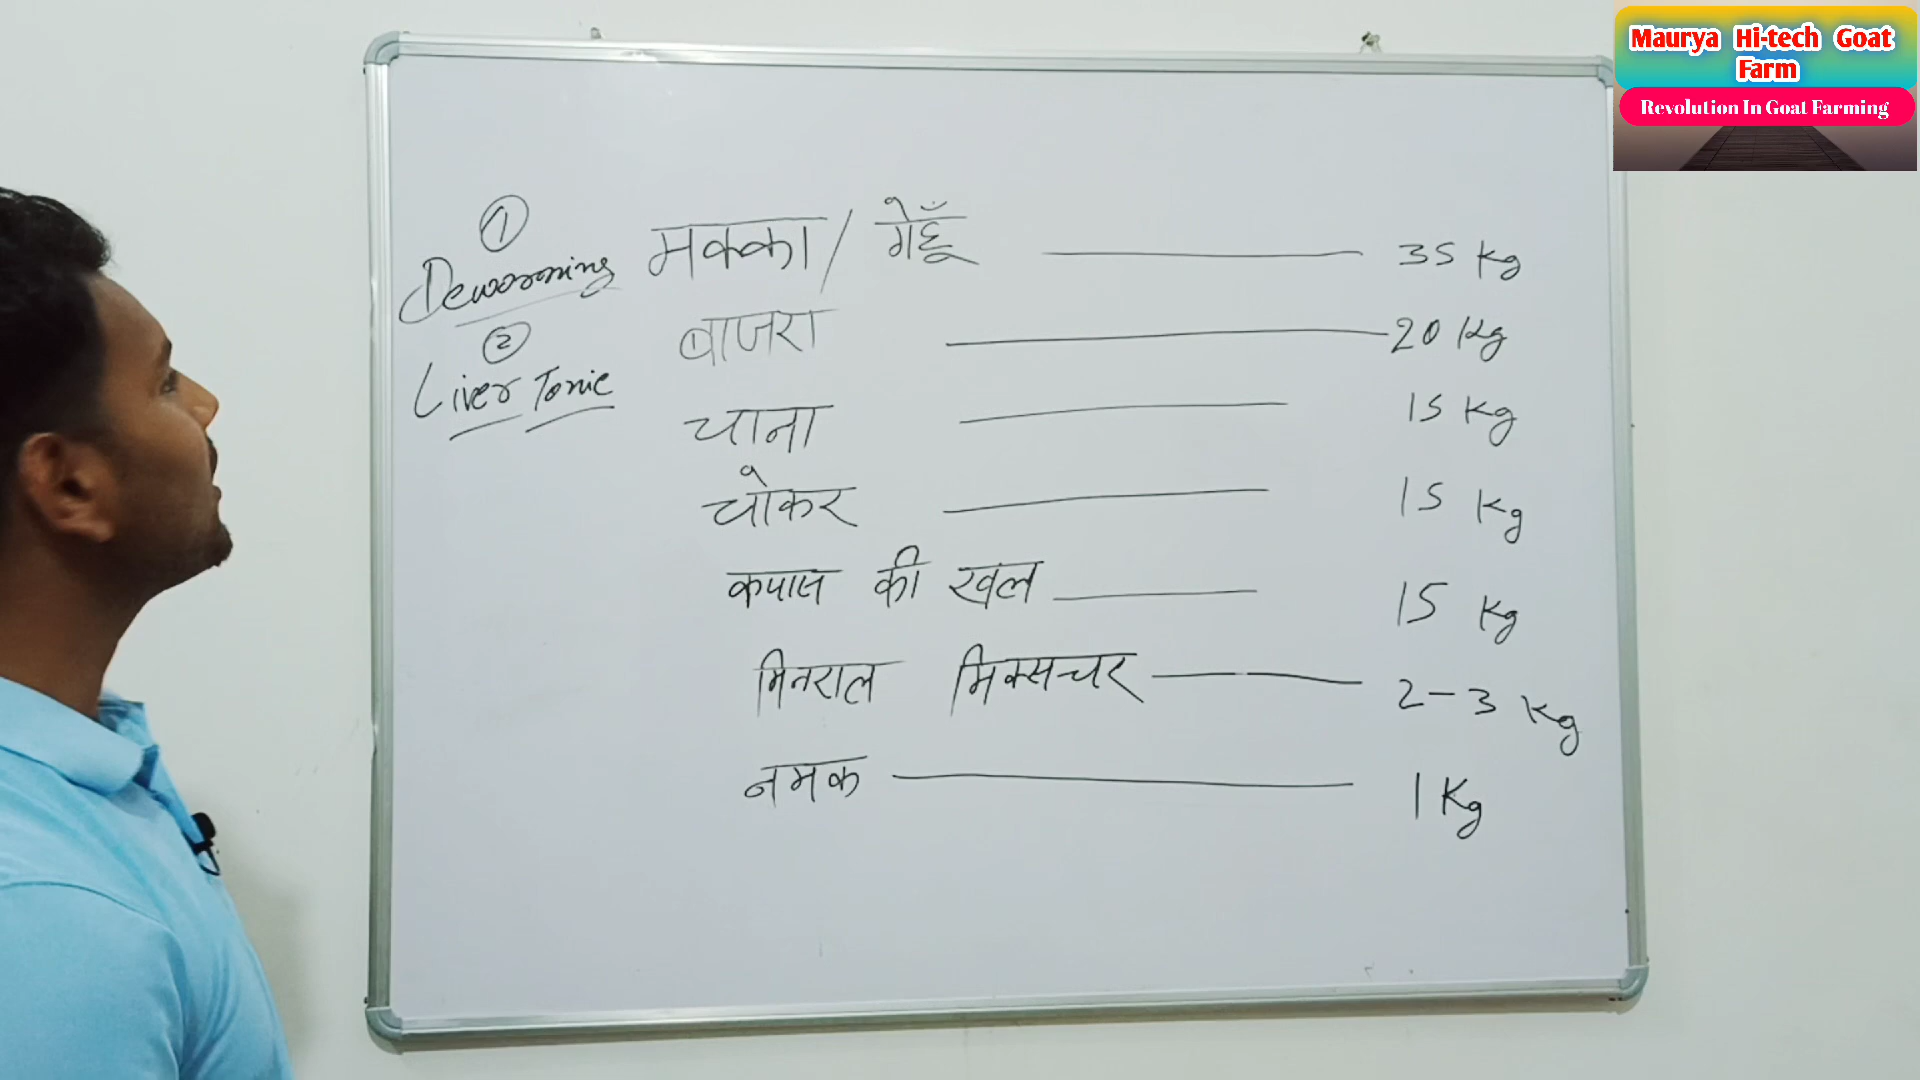 Maurya Hi-tech Goat
Farm
Revolution In Goat Farming
①
Deworming
②
Liver Tonic
मक्का / गेहूँ — 35 Kg
बाजरा — 20 Kg
चाना — 15 Kg
चोकर — 15 Kg
कपास की खल — 15 Kg
मिनराल मिक्सचर — 2-3 Kg
नमक — 1 Kg